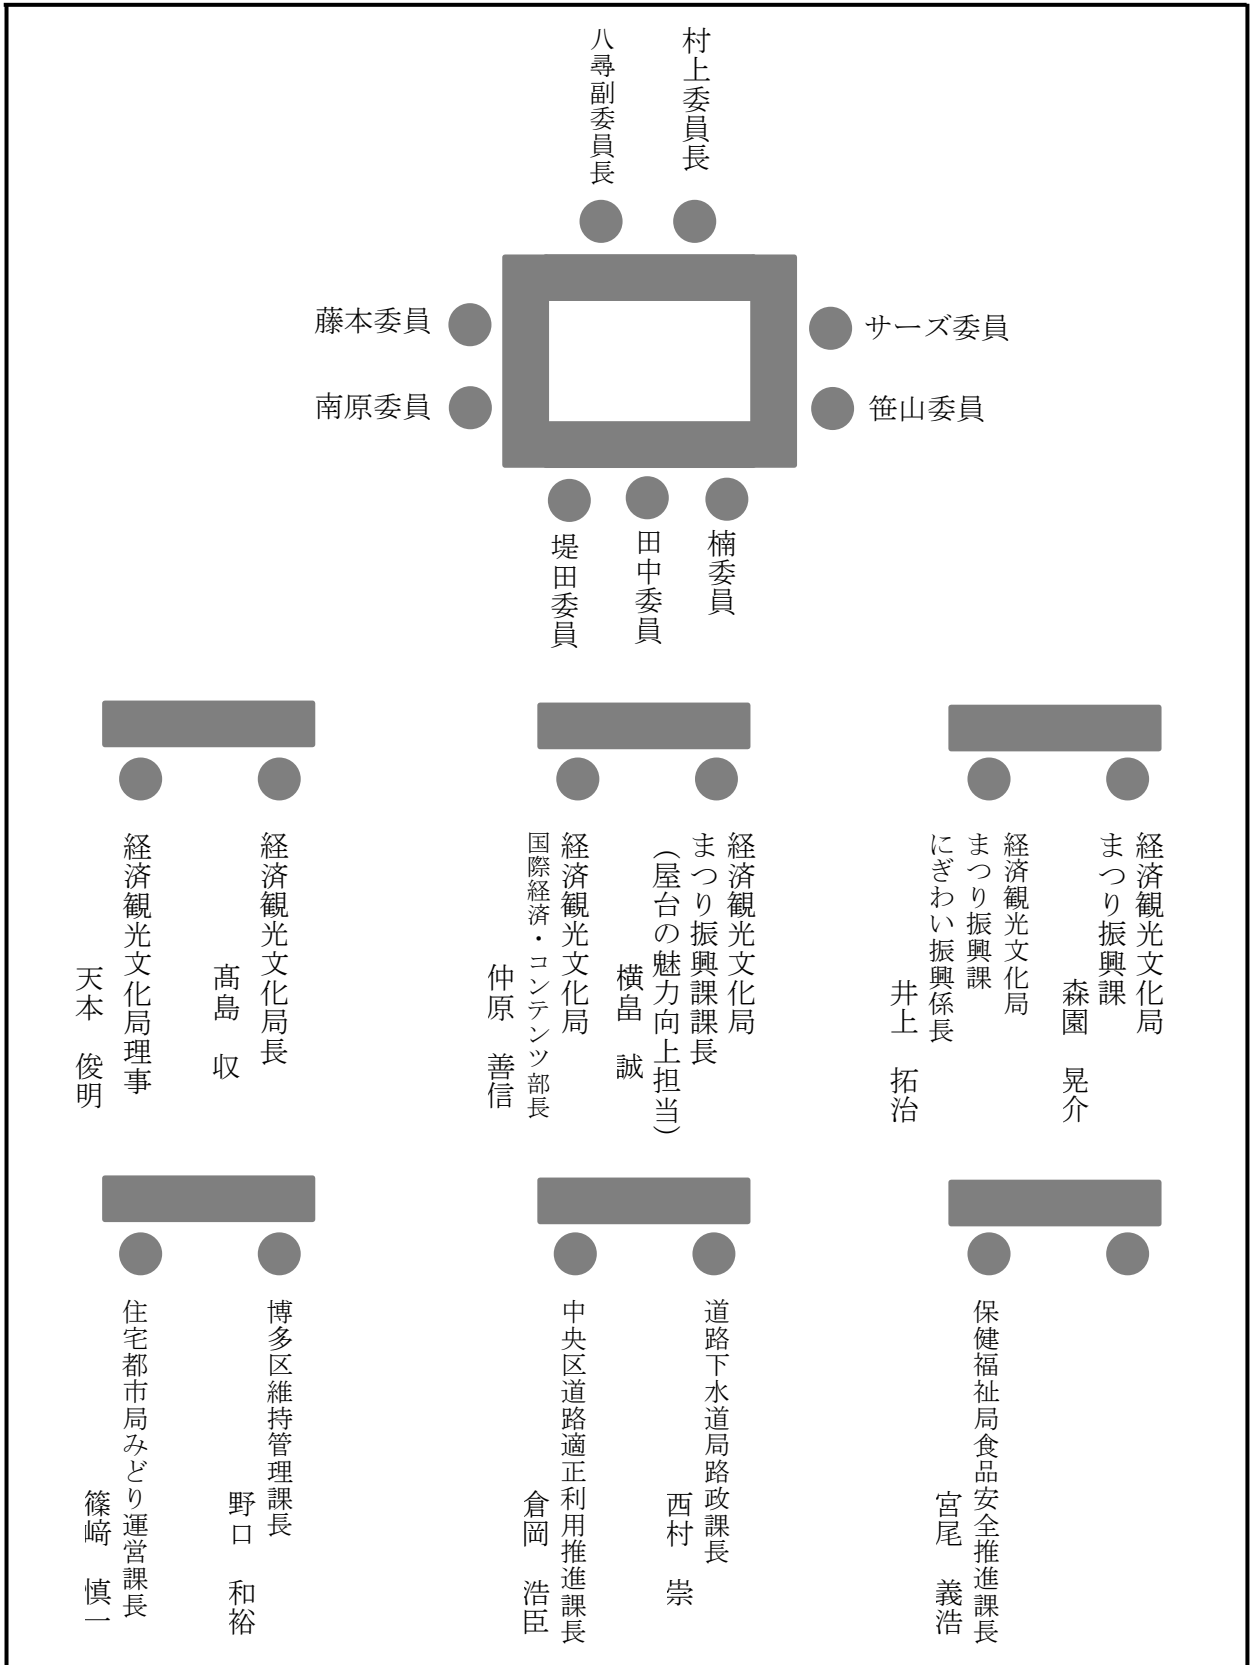 村上委員長
八尋副委員長
藤本委員
サーズ委員
南原委員
笹山委員
楠委員
田中委員
堤田委員
経済観光文化局
まつり振興課
森園　晃介
経済観光文化局
まつり振興課
にぎわい振興係長
井上　拓治
経済観光文化局
まつり振興課課長
（屋台の魅力向上担当）
横畠　誠
経済観光文化局
国際経済・コンテンツ部長
仲原　善信
経済観光文化局長
髙島　収
経済観光文化局理事
天本　俊明
保健福祉局食品安全推進課長
宮尾　義浩
道路下水道局路政課長
西村　崇
中央区道路適正利用推進課長
倉岡　浩臣
博多区維持管理課長
野口　和裕
住宅都市局みどり運営課長
篠﨑　慎一